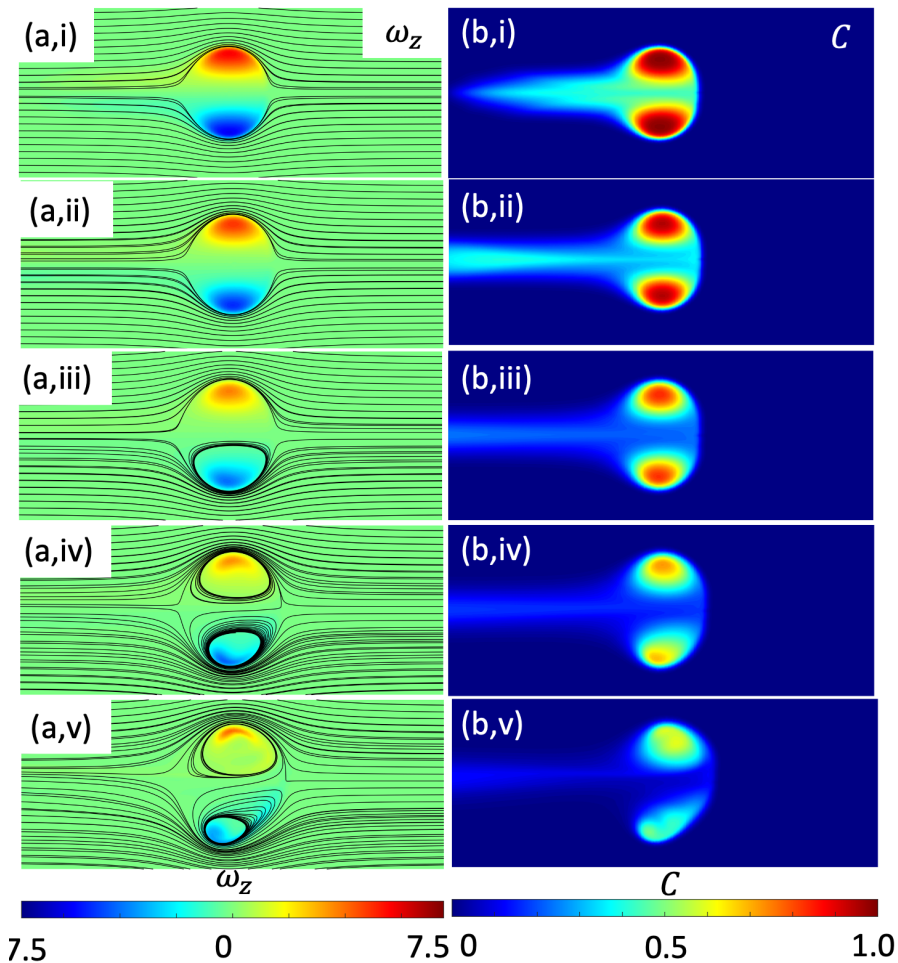 (a,i) ω_z (b,i) C
(a,ii) (b,ii)
(a,iii) (b,iii)
(a,iv) (b,iv)
(a,v) (b,v)
ω_z C
7.5 0 7.5 0 0.5 1.0